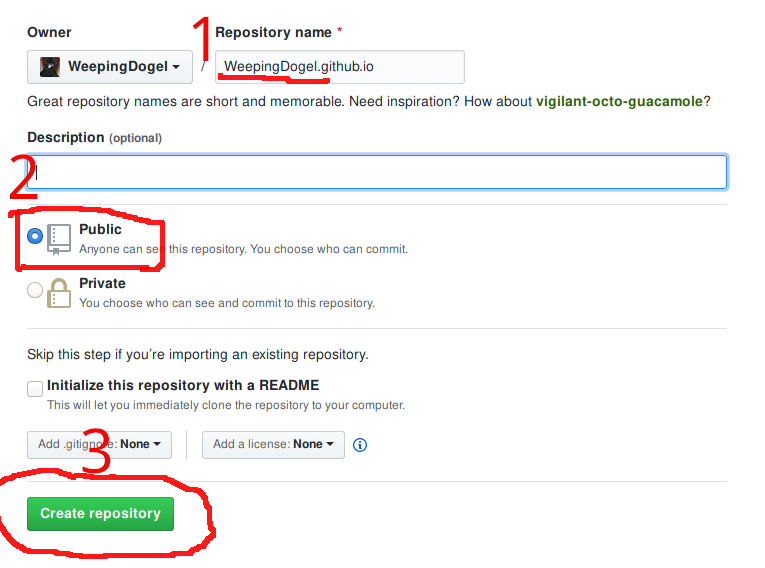 Owner
1
Repository name *
WeepingDogel
/
WeepingDogel.github.io
Great repository names are short and memorable. Need inspiration? How about vigilant-octo-guacamole?
Description (optional)
2
Public
Anyone can see this repository. You choose who can commit.
Private
You choose who can see and commit to this repository.
Skip this step if you’re importing an existing repository.
Initialize this repository with a README
This will let you immediately clone the repository to your computer.
Add .gitignore: None
Add a license: None
3
Create repository